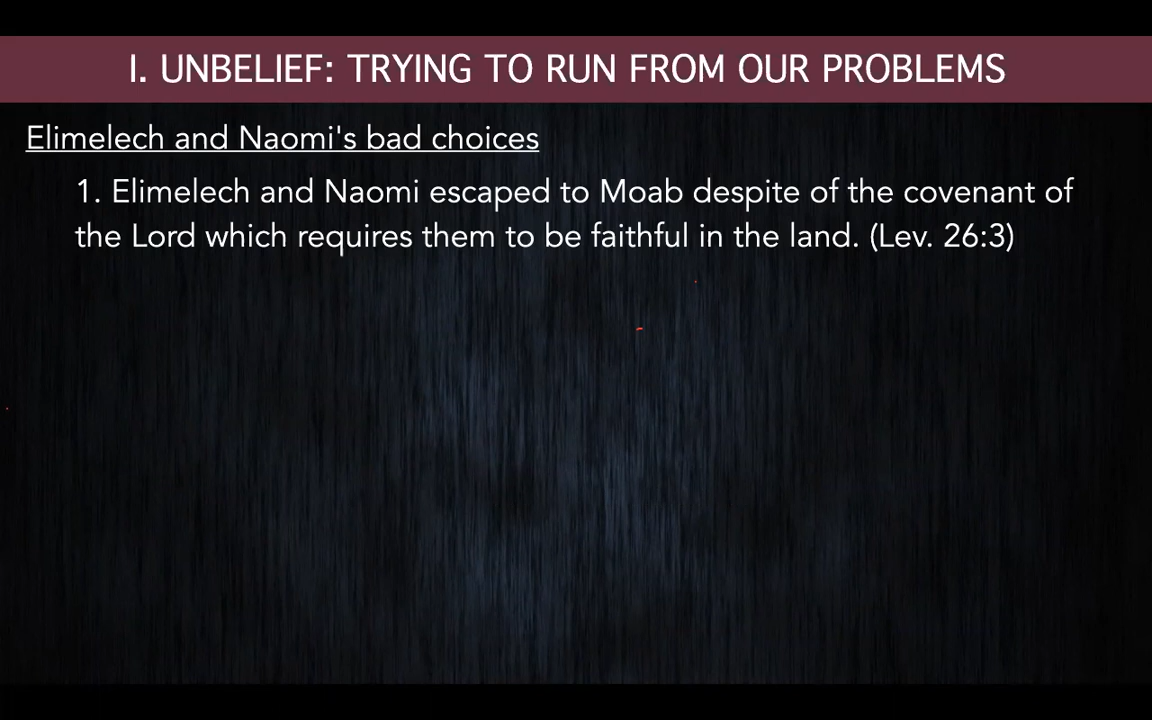 I. UNBELIEF: TRYING TO RUN FROM OUR PROBLEMS
Elimelech and Naomi's bad choices
1. Elimelech and Naomi escaped to Moab despite of the covenant of
the Lord which requires them to be faithful in the land. (Lev. 26:3)